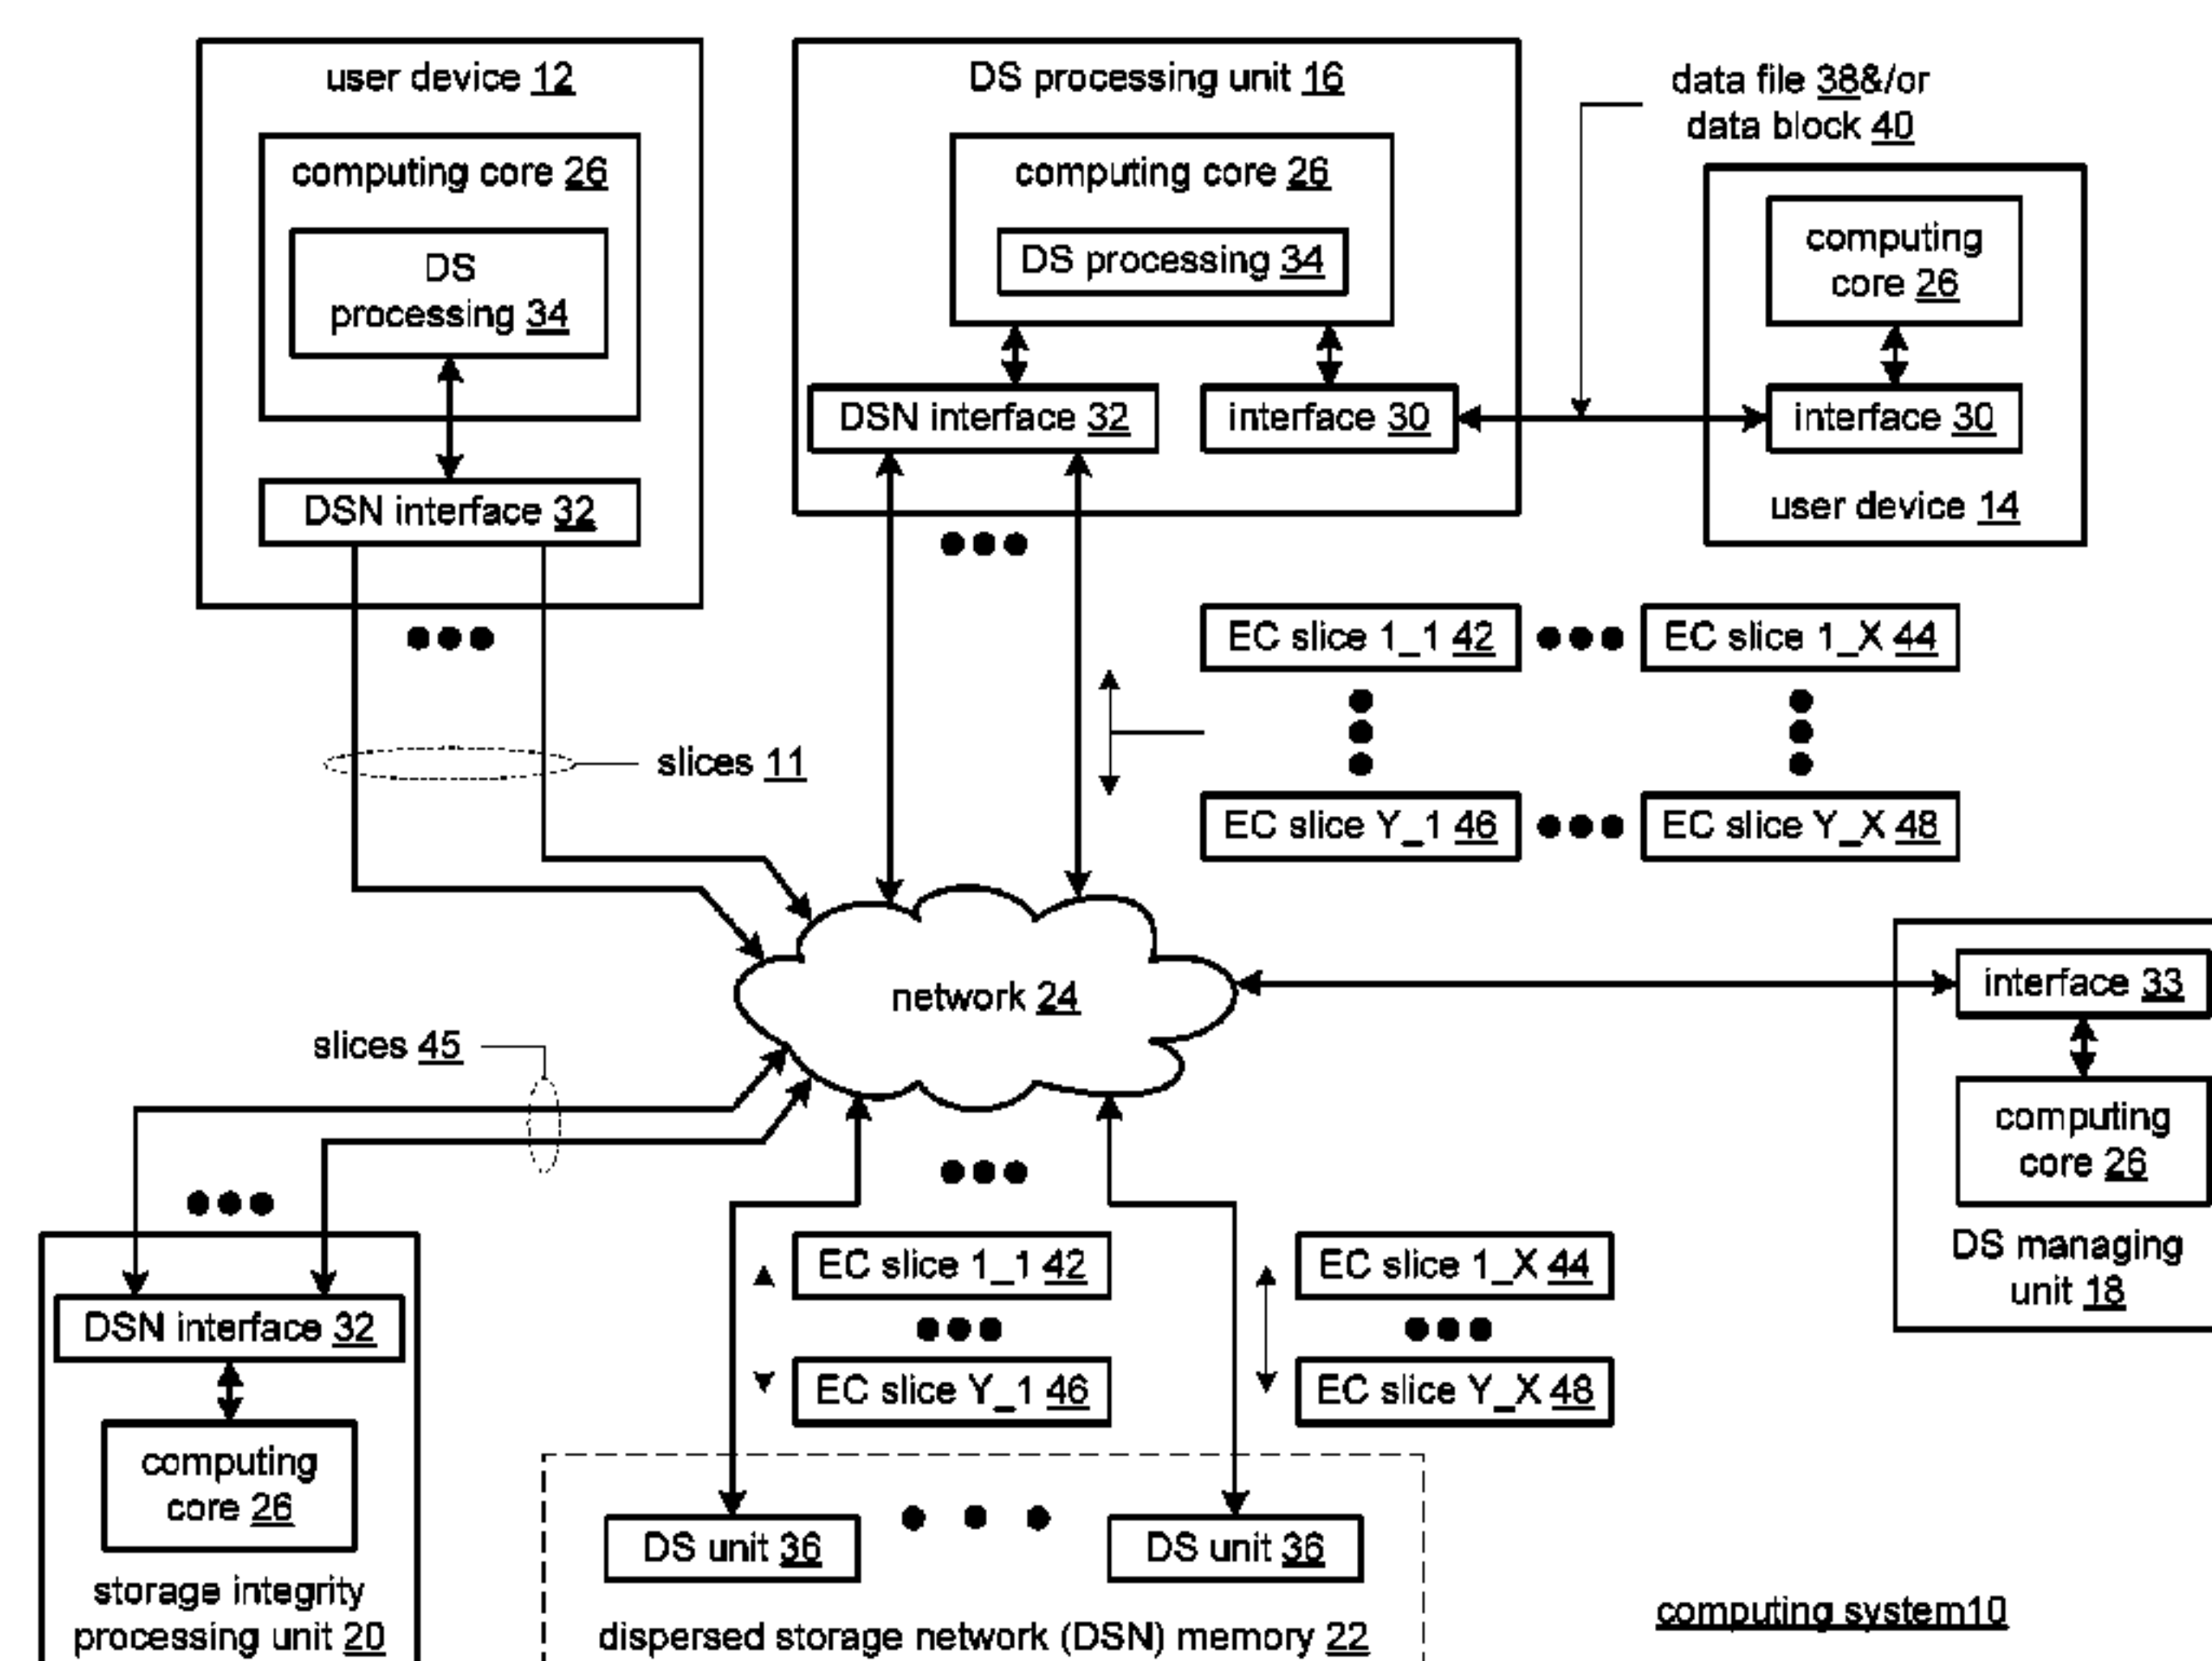 user device 12
computing core 26
DS
processing 34
DSN interface 32
DS processing unit 16
computing core 26
DS processing 34
DSN interface 32
interface 30
data file 38&/or
data block 40
computing
core 26
interface 30
user device 14
slices 11
EC slice 1_1 42
EC slice 1_X 44
EC slice Y_1 46
EC slice Y_X 48
network 24
interface 33
computing
core 26
DS managing
unit 18
slices 45
DSN interface 32
computing
core 26
storage integrity
processing unit 20
EC slice 1_1 42
EC slice Y_1 46
EC slice 1_X 44
EC slice Y_X 48
DS unit 36
DS unit 36
dispersed storage network (DSN) memory 22
computing system10